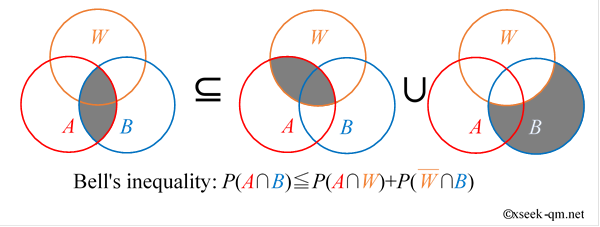 W W W
⊆ ∪
A B A B A B
Bell's inequality: P(A∩B)≦P(A∩W)+P(W̅∩B)
©xseek-qm.net